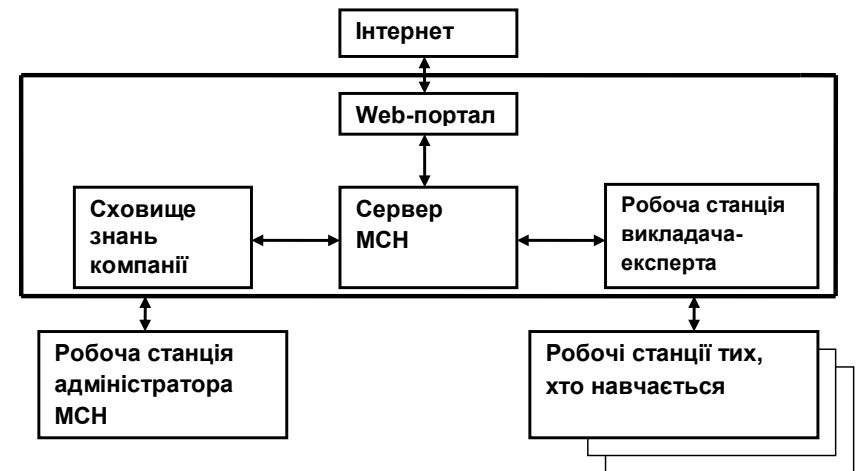 Інтернет
Web-портал
Сховище
знань
компанії
Сервер
МСН
Робоча станція
викладача-
експерта
Робоча станція
адміністратора
МСН
Робочі станції тих,
хто навчається